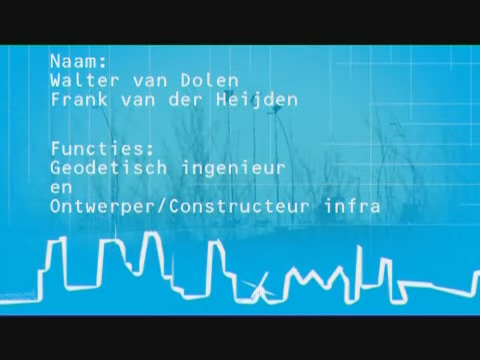 Naam:
Walter van Dolen
Frank van der Heijden
Functies:
Geodetisch ingenieur
en
Ontwerper/Constructeur infra